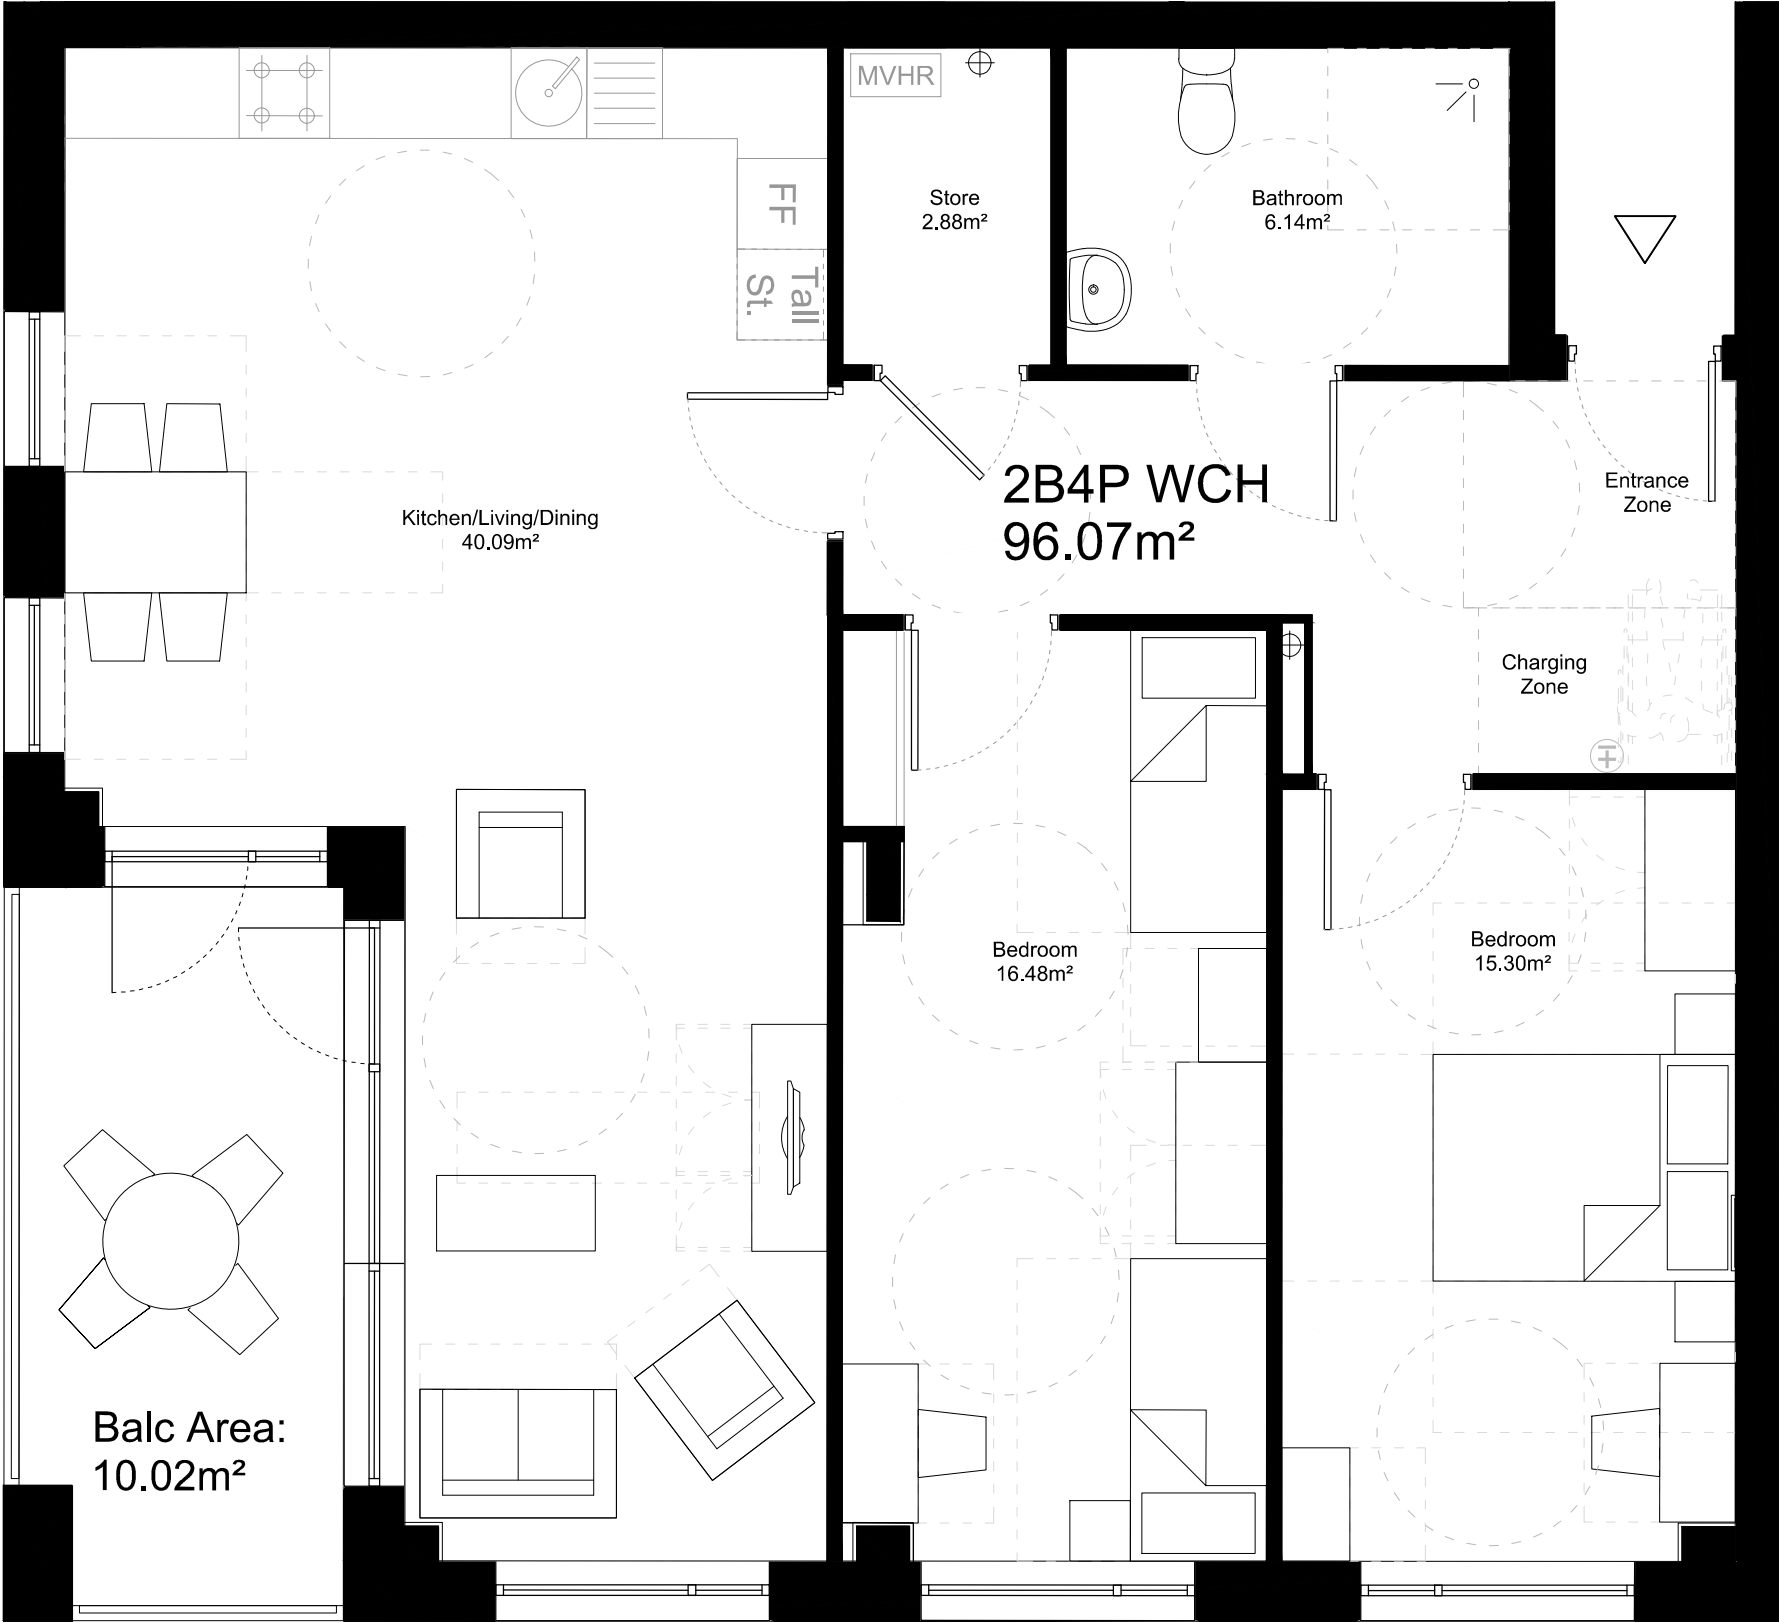 MVHR
FF
Tall
St.
Store
2.88m²
Bathroom
6.14m²
2B4P WCH
96.07m²
Entrance
Zone
Kitchen/Living/Dining
40.09m²
Charging
Zone
Bedroom
16.48m²
Bedroom
15.30m²
Balc Area:
10.02m²